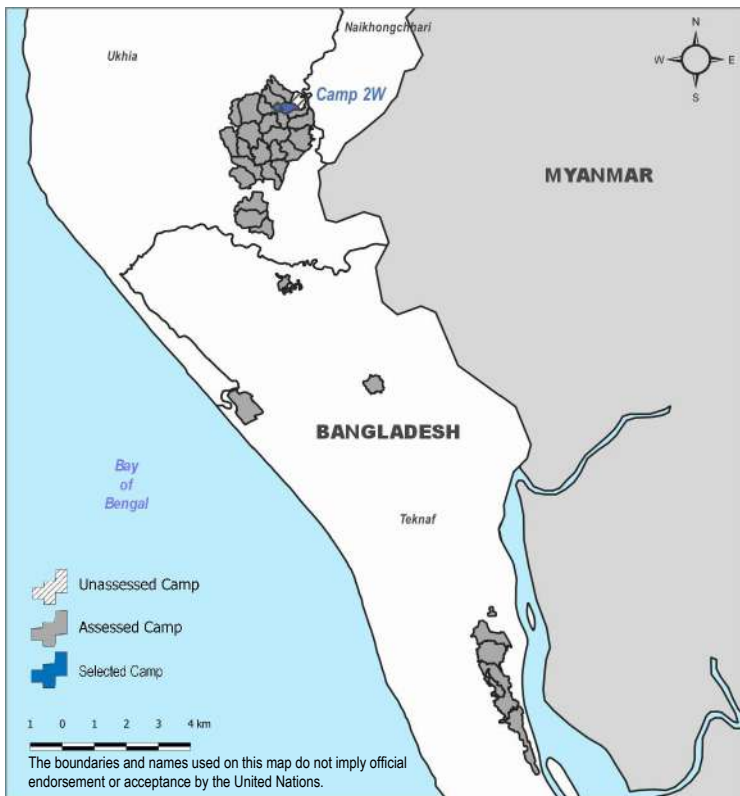 Naikhongchhari
Ukhia
N
W
E
S
Camp 2W
MYANMAR
BANGLADESH
Bay
of
Bengal
Teknaf
Unassessed Camp
Assessed Camp
Selected Camp
1 0 1 2 3 4 km
The boundaries and names used on this map do not imply official
endorsement or acceptance by the United Nations.